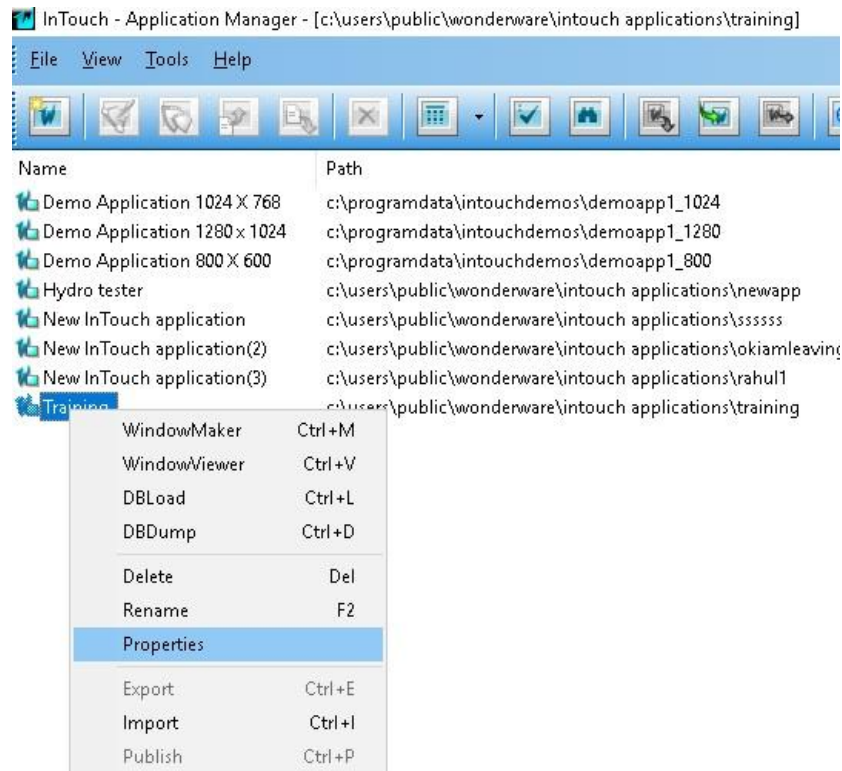 InTouch - Application Manager - [c:\users\public\wonderware\intouch applications\training]
File View Tools Help
Name Path
Demo Application 1024 X 768 c:\programdata\intouchdemos\demoapp1_1024
Demo Application 1280 x 1024 c:\programdata\intouchdemos\demoapp1_1280
Demo Application 800 X 600 c:\programdata\intouchdemos\demoapp1_800
Hydro tester c:\users\public\wonderware\intouch applications\newapp
New InTouch application c:\users\public\wonderware\intouch applications\ssssss
New InTouch application(2) c:\users\public\wonderware\intouch applications\okiamleaving
New InTouch application(3) c:\users\public\wonderware\intouch applications\rahul1
Training c:\users\public\wonderware\intouch applications\training
WindowMaker Ctrl+M
WindowViewer Ctrl+V
DBLoad Ctrl+L
DBDump Ctrl+D
Delete Del
Rename F2
Properties
Export Ctrl+E
Import Ctrl+I
Publish Ctrl+P